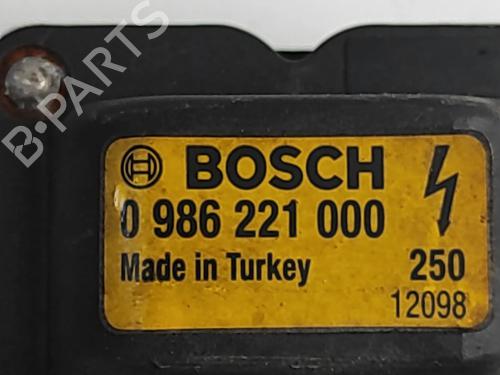 B-PARTS
BOSCH
0 986 221 000
Made in Turkey 250
12098